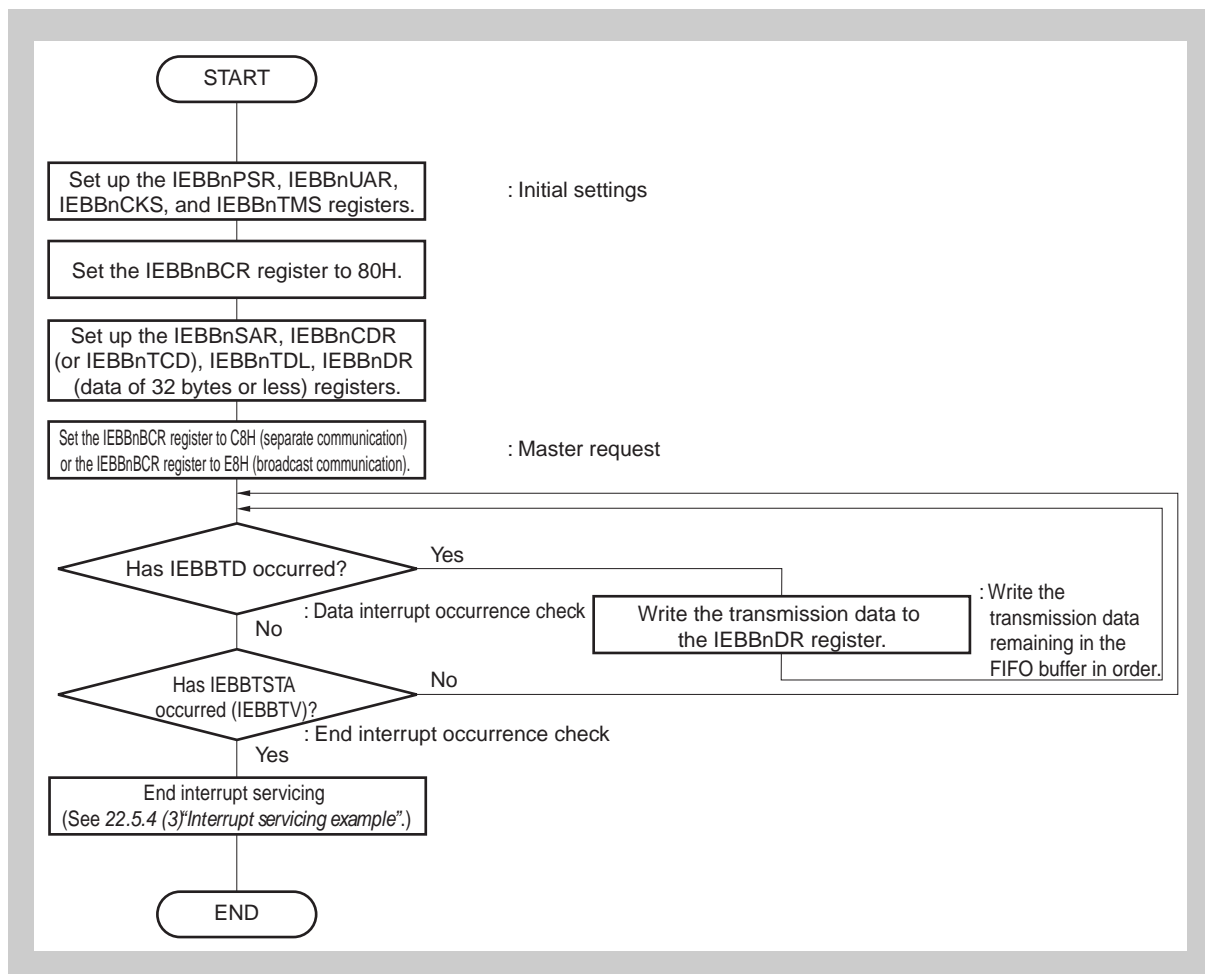 START
Set up the IEBBnPSR, IEBBnUAR,
IEBBnCKS, and IEBBnTMS registers.
: Initial settings
Set the IEBBnBCR register to 80H.
Set up the IEBBnSAR, IEBBnCDR
(or IEBBnTCD), IEBBnTDL, IEBBnDR
(data of 32 bytes or less) registers.
Set the IEBBnBCR register to C8H (separate communication)
or the IEBBnBCR register to E8H (broadcast communication).
: Master request
Has IEBBTD occurred?
Yes
: Data interrupt occurrence check
No
Write the transmission data to
the IEBBnDR register.
: Write the
transmission data
remaining in the
FIFO buffer in order.
Has IEBBTSTA
occurred (IEBBTV)?
No
: End interrupt occurrence check
Yes
End interrupt servicing
(See 22.5.4 (3)"Interrupt servicing example".)
END